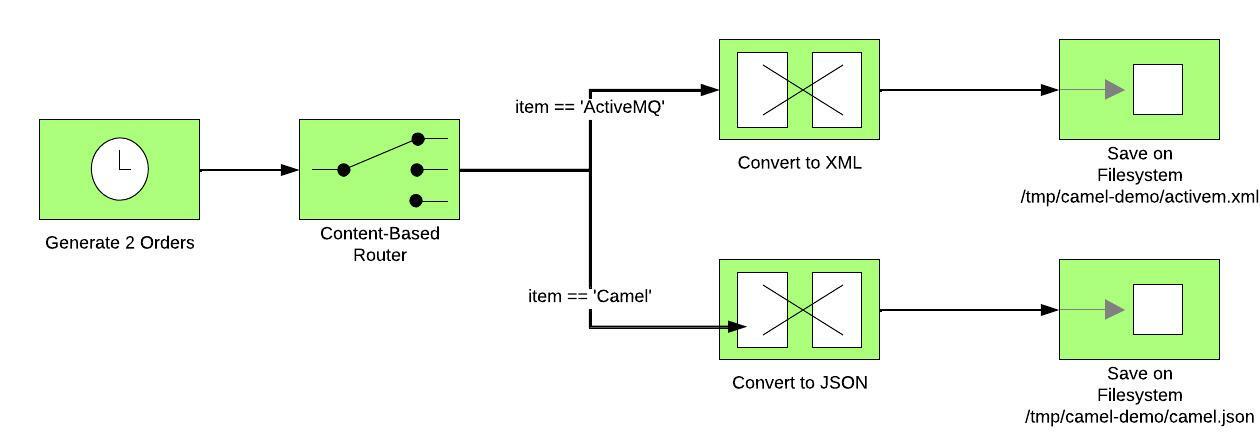 item == 'ActiveMQ'
Generate 2 Orders
Content-Based
Router
item == 'Camel'
Convert to XML
Save on
Filesystem
/tmp/camel-demo/activem.xml
Convert to JSON
Save on
Filesystem
/tmp/camel-demo/camel.json